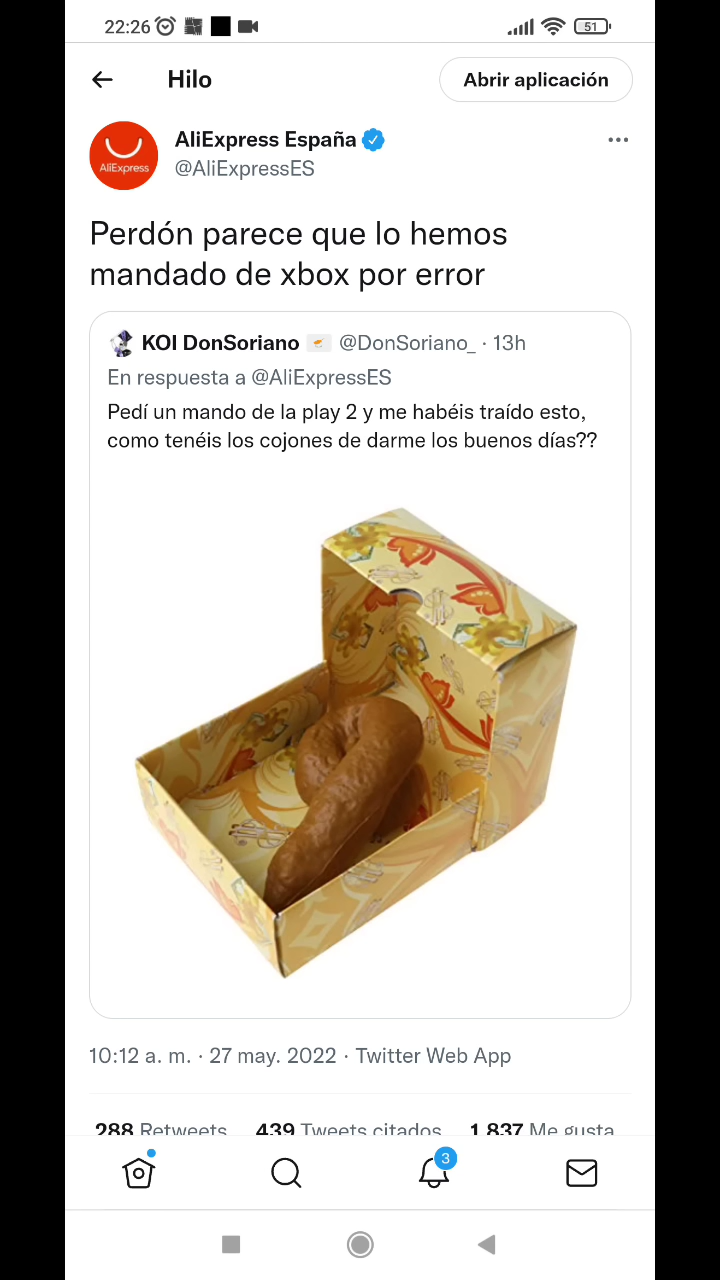 22:26
51
Hilo
Abrir aplicación
AliExpress
AliExpress España
@AliExpressES
Perdón parece que lo hemos
mandado de xbox por error
KOI DonSoriano @DonSoriano_ · 13h
En respuesta a @AliExpressES
Pedí un mando de la play 2 y me habéis traído esto,
como tenéis los cojones de darme los buenos días??
10:12 a. m. · 27 may. 2022 · Twitter Web App
288 Retweets 439 Tweets citados 1.837 Me gusta
3